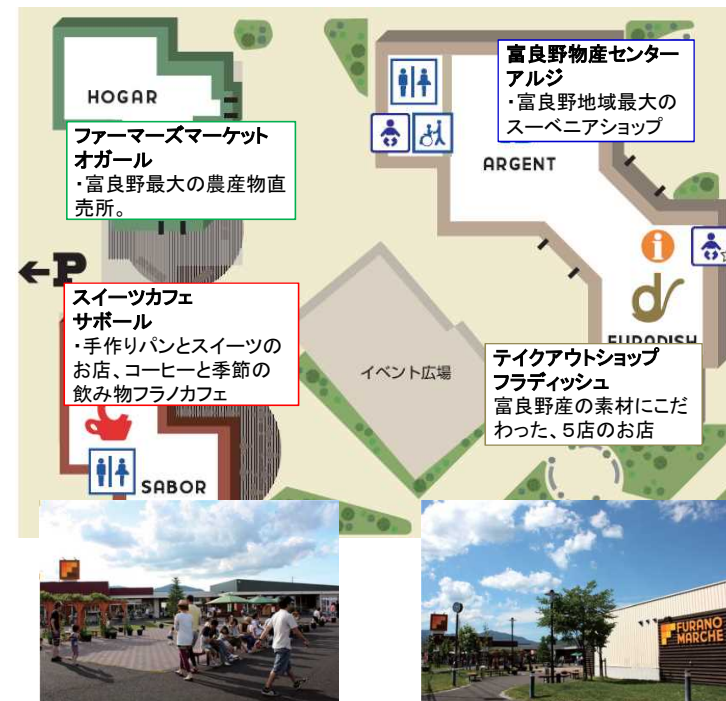 HOGAR
ファーマーズマーケット
オガール
・富良野最大の農産物直
売所。
富良野物産センター
アルジ
・富良野地域最大の
スーベニアショップ
ARGENT
←P
スイーツカフェ
サボール
・手作りパンとスイーツの
お店、コーヒーと季節の
飲み物フラノカフェ
SABOR
イベント広場
i
FURADISH
テイクアウトショップ
フラディッシュ
富良野産の素材にこだ
わった、5店のお店
FURANO
MARCHE